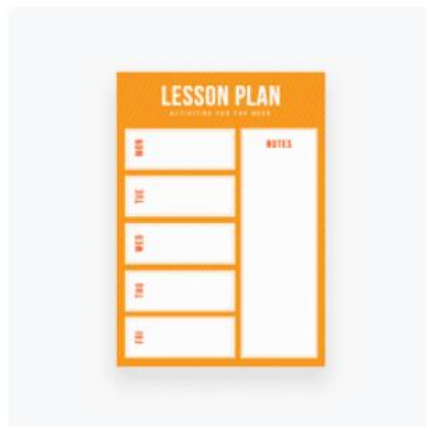 LESSON PLAN
ACTIVITIES FOR THE WEEK
MON
NOTES
TUE
WED
THU
FRI